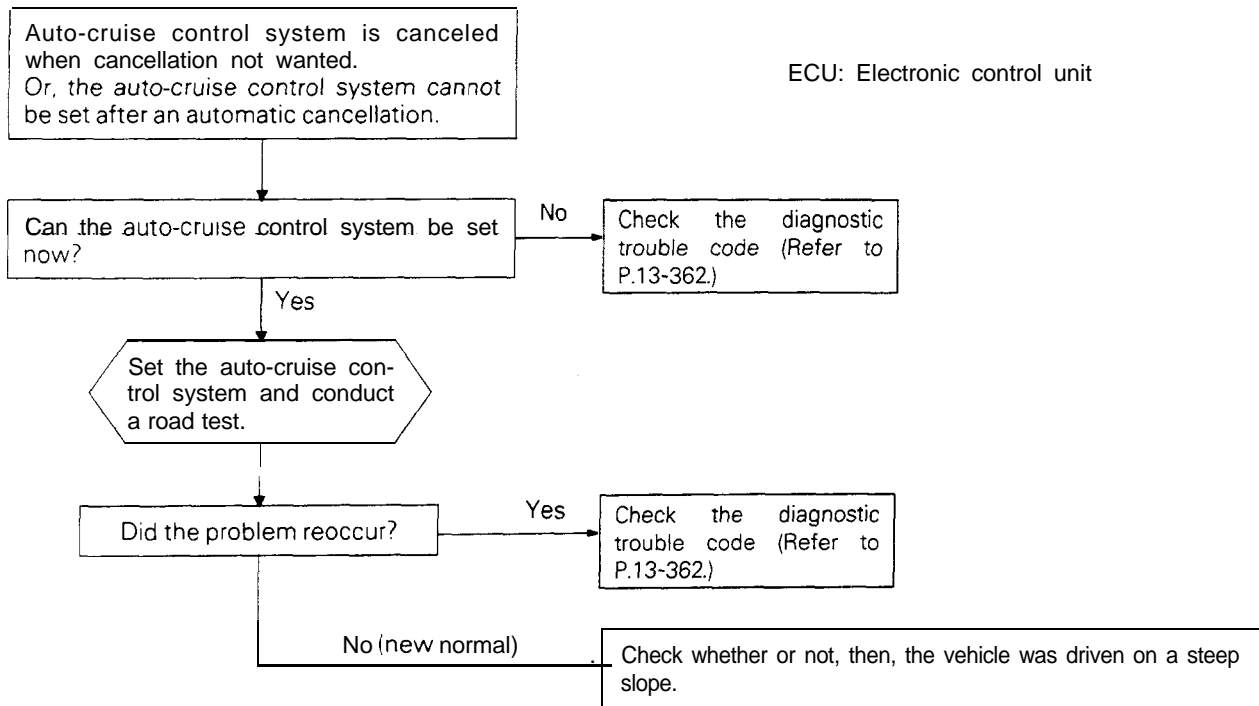 Auto-cruise control system is canceled
when cancellation not wanted.
Or, the auto-cruise control system cannot
be set after an automatic cancellation.
ECU: Electronic control unit
Can the auto-cruise control system be set
now?
No
Check the diagnostic
trouble code (Refer to
P.13-362.)
Yes
Set the auto-cruise con-
trol system and conduct
a road test.
Did the problem reoccur?
Yes
Check the diagnostic
trouble code (Refer to
P.13-362.)
No (new normal)
Check whether or not, then, the vehicle was driven on a steep
slope.